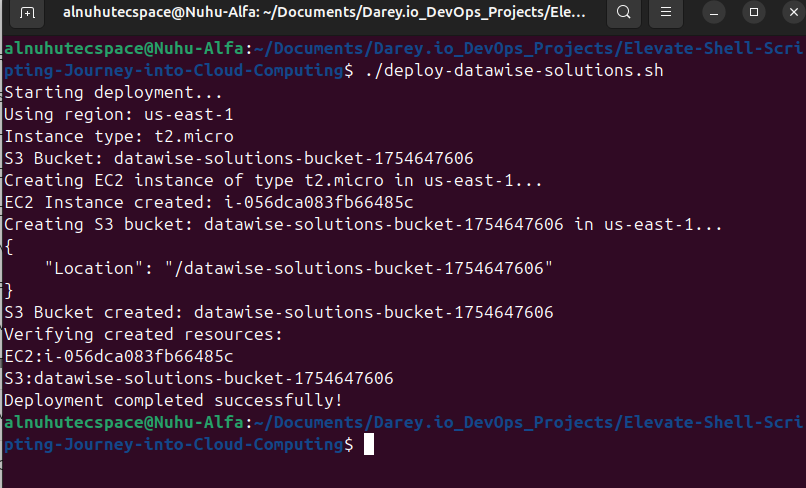 alnuhutecspace@Nuhu-Alfa: ~/Documents/Darey.io_DevOps_Projects/Ele...
alnuhutecspace@Nuhu-Alfa:~/Documents/Darey.io_DevOps_Projects/Elevate-Shell-Scri
pting-Journey-into-Cloud-Computing$ ./deploy-datawise-solutions.sh
Starting deployment...
Using region: us-east-1
Instance type: t2.micro
S3 Bucket: datawise-solutions-bucket-1754647606
Creating EC2 instance of type t2.micro in us-east-1...
EC2 Instance created: i-056dca083fb66485c
Creating S3 bucket: datawise-solutions-bucket-1754647606 in us-east-1...
{
    "Location": "/datawise-solutions-bucket-1754647606"
}
S3 Bucket created: datawise-solutions-bucket-1754647606
Verifying created resources:
EC2:i-056dca083fb66485c
S3:datawise-solutions-bucket-1754647606
Deployment completed successfully!
alnuhutecspace@Nuhu-Alfa:~/Documents/Darey.io_DevOps_Projects/Elevate-Shell-Scri
pting-Journey-into-Cloud-Computing$